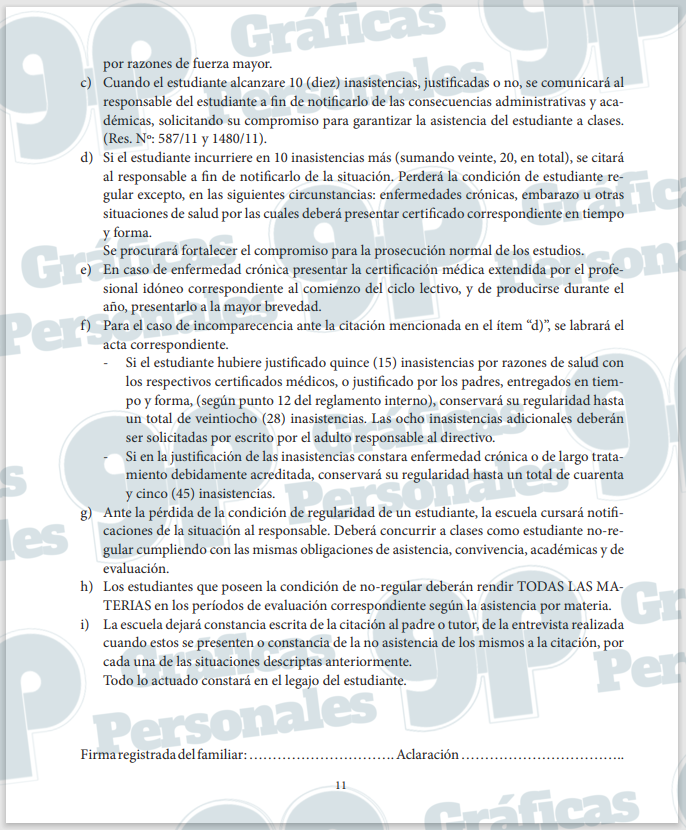 por razones de fuerza mayor.
c) Cuando el estudiante alcanzare 10 (diez) inasistencias, justificadas o no, se comunicará al
responsable del estudiante a fin de notificarlo de las consecuencias administrativas y aca-
démicas, solicitando su compromiso para garantizar la asistencia del estudiante a clases.
(Res. Nº: 587/11 y 1480/11).
d) Si el estudiante incurriere en 10 inasistencias más (sumando veinte, 20, en total), se citará
al responsable a fin de notificarlo de la situación. Perderá la condición de estudiante re-
gular excepto, en las siguientes circunstancias: enfermedades crónicas, embarazo u otras
situaciones de salud por las cuales deberá presentar certificado correspondiente en tiempo
y forma.
Se procurará fortalecer el compromiso para la prosecución normal de los estudios.
e) En caso de enfermedad crónica presentar la certificación médica extendida por el profe-
sional idóneo correspondiente al comienzo del ciclo lectivo, y de producirse durante el
año, presentarlo a la mayor brevedad.
f) Para el caso de incomparecencia ante la citación mencionada en el ítem “d)”, se labrará el
acta correspondiente.
- Si el estudiante hubiere justificado quince (15) inasistencias por razones de salud con
los respectivos certificados médicos, o justificado por los padres, entregados en tiem-
po y forma, (según punto 12 del reglamento interno), conservará su regularidad hasta
un total de veintiocho (28) inasistencias. Las ocho inasistencias adicionales deberán
ser solicitadas por escrito por el adulto responsable al directivo.
- Si en la justificación de las inasistencias constara enfermedad crónica o de largo trata-
miento debidamente acreditada, conservará su regularidad hasta un total de cuarenta
y cinco (45) inasistencias.
g) Ante la pérdida de la condición de regularidad de un estudiante, la escuela cursará notifi-
caciones de la situación al responsable. Deberá concurrir a clases como estudiante no-re-
gular cumpliendo con las mismas obligaciones de asistencia, convivencia, académicas y de
evaluación.
h) Los estudiantes que poseen la condición de no-regular deberán rendir TODAS LAS MA-
TERIAS en los períodos de evaluación correspondiente según la asistencia por materia.
i) La escuela dejará constancia escrita de la citación al padre o tutor, de la entrevista realizada
cuando estos se presenten o constancia de la no asistencia de los mismos a la citación, por
cada una de las situaciones descriptas anteriormente.
Todo lo actuado constará en el legajo del estudiante.
Firma registrada del familiar: ................................ Aclaración ...................................
11
gp Gráficas Personales